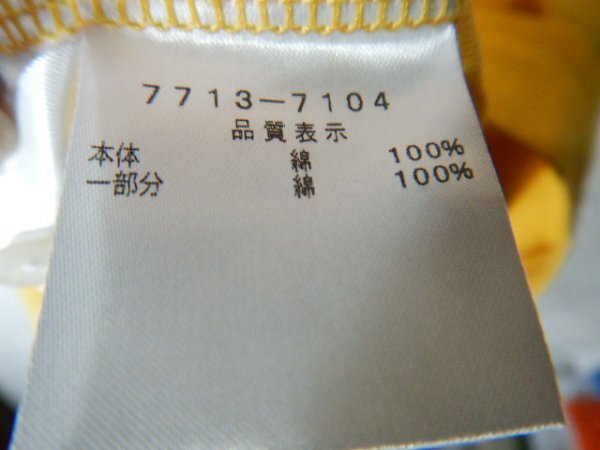 7713-7104
品質表示
本体 綿 100%
一部分 綿 100%